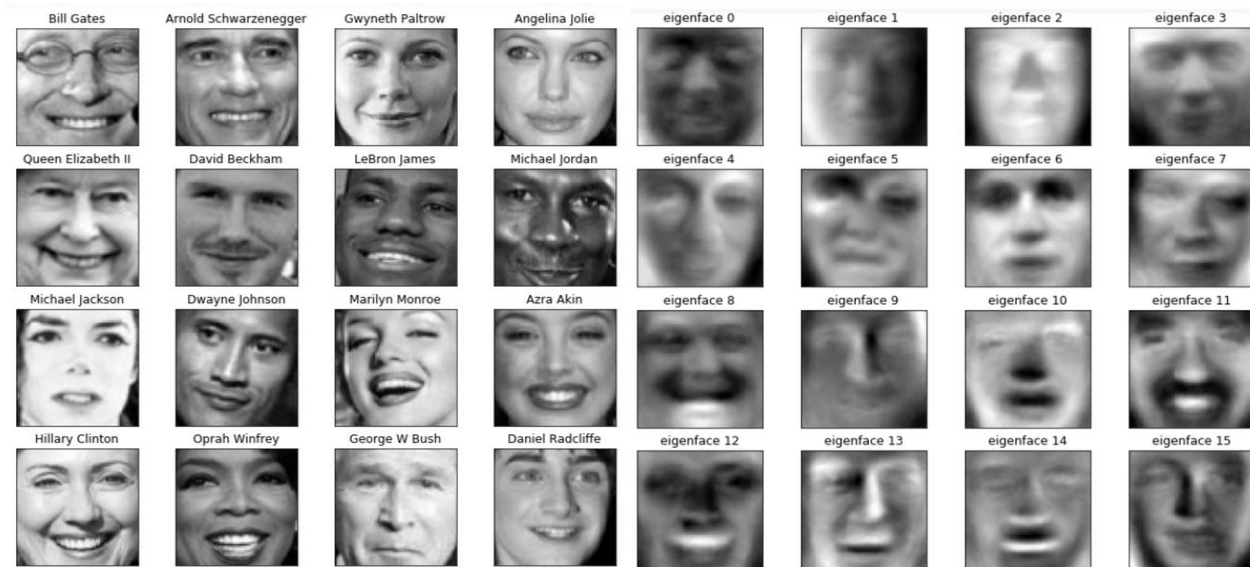 Bill Gates
Arnold Schwarzenegger
Gwyneth Paltrow
Angelina Jolie
eigenface 0
eigenface 1
eigenface 2
eigenface 3
Queen Elizabeth II
David Beckham
LeBron James
Michael Jordan
eigenface 4
eigenface 5
eigenface 6
eigenface 7
Michael Jackson
Dwayne Johnson
Marilyn Monroe
Azra Akin
eigenface 8
eigenface 9
eigenface 10
eigenface 11
Hillary Clinton
Oprah Winfrey
George W Bush
Daniel Radcliffe
eigenface 12
eigenface 13
eigenface 14
eigenface 15